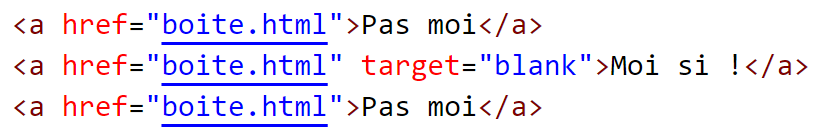 <a href="boite.html">Pas moi</a>
<a href="boite.html" target="blank">Moi si !</a>
<a href="boite.html">Pas moi</a>